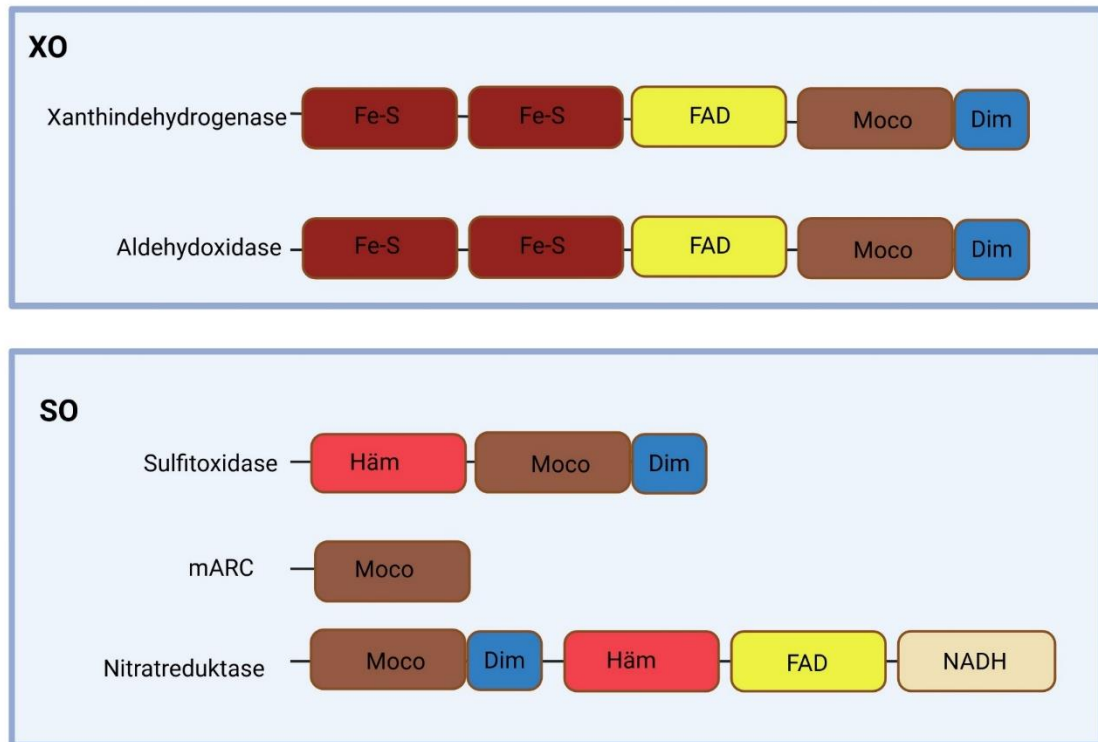 XO
Xanthindehydrogenase Fe-S Fe-S FAD Moco Dim
Aldehydoxidase Fe-S Fe-S FAD Moco Dim
SO
Sulfitoxidase Häm Moco Dim
mARC Moco
Nitratreduktase Moco Dim Häm FAD NADH